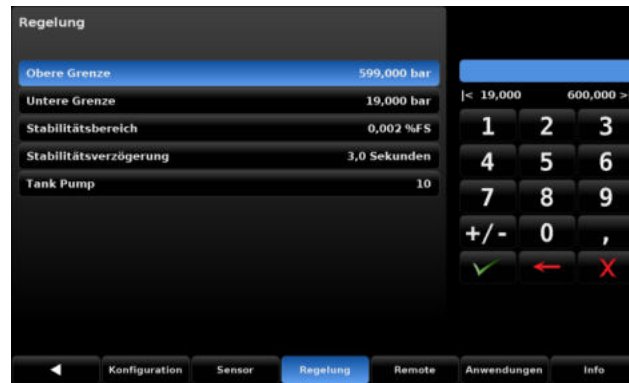 Regelung
Obere Grenze 599,000 bar
Untere Grenze 19,000 bar
Stabilitätsbereich 0,002 %FS
Stabilitätsverzögerung 3,0 Sekunden
Tank Pump 10
|< 19,000 600,000 >
1 2 3
4 5 6
7 8 9
+/- 0 ,
X
Konfiguration Sensor Regelung Remote Anwendungen Info